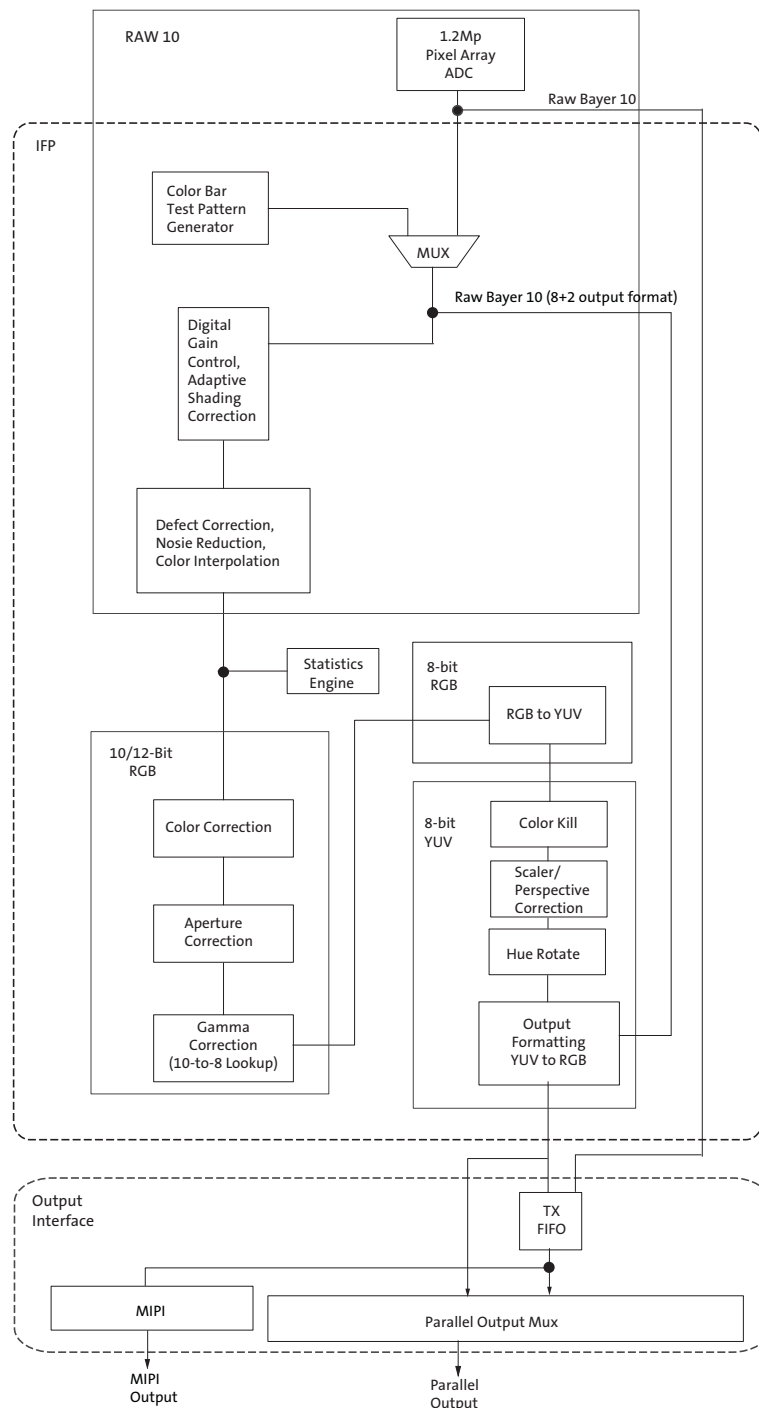 RAW 10
1.2Mp
Pixel Array
ADC
Raw Bayer 10
IFP
Color Bar
Test Pattern
Generator
MUX
Raw Bayer 10 (8+2 output format)
Digital
Gain
Control,
Adaptive
Shading
Correction
Defect Correction,
Nosie Reduction,
Color Interpolation
Statistics
Engine
8-bit
RGB
RGB to YUV
10/12-Bit
RGB
Color Correction
Aperture
Correction
Gamma
Correction
(10-to-8 Lookup)
8-bit
YUV
Color Kill
Scaler/
Perspective
Correction
Hue Rotate
Output
Formatting
YUV to RGB
Output
Interface
TX
FIFO
MIPI
Parallel Output Mux
MIPI
Output
Parallel
Output